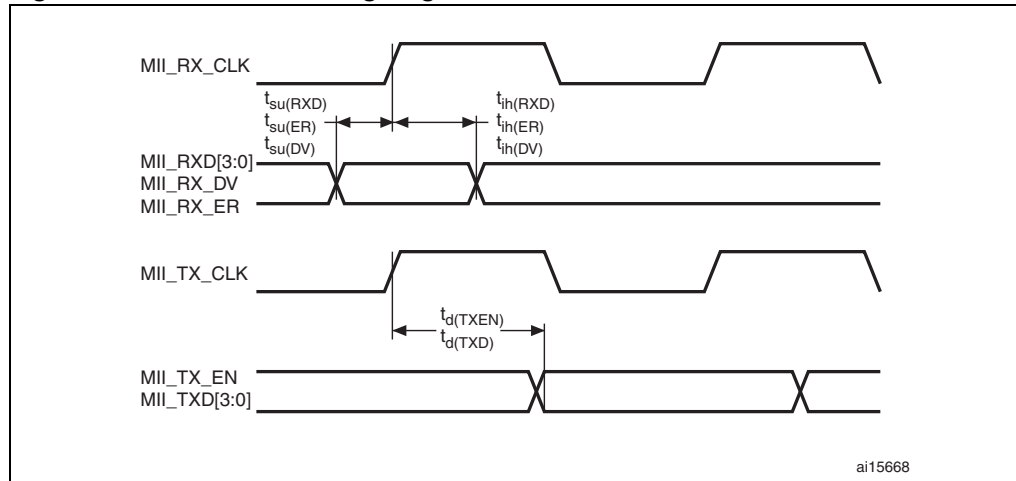 MII_RX_CLK
tsu(RXD)
tsu(ER)
tsu(DV)
tih(RXD)
tih(ER)
tih(DV)
MII_RXD[3:0]
MII_RX_DV
MII_RX_ER
MII_TX_CLK
td(TXEN)
td(TXD)
MII_TX_EN
MII_TXD[3:0]
ai15668